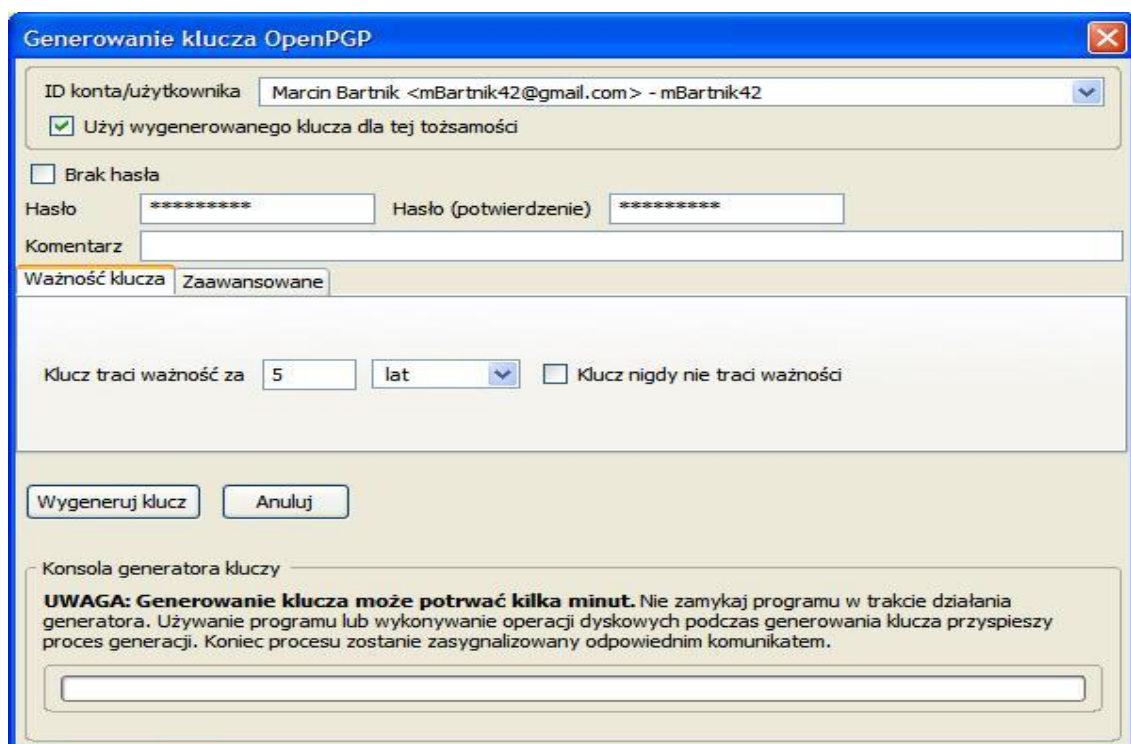 Generowanie klucza OpenPGP
ID konta/użytkownika Marcin Bartnik <mBartnik42@gmail.com> - mBartnik42
Użyj wygenerowanego klucza dla tej tożsamości
Brak hasła
Hasło ********* Hasło (potwierdzenie) *********
Komentarz
Ważność klucza Zaawansowane
Klucz traci ważność za 5 lat Klucz nigdy nie traci ważności
Wygeneruj klucz Anuluj
Konsola generatora kluczy
UWAGA: Generowanie klucza może potrwać kilka minut. Nie zamykaj programu w trakcie działania
generatora. Używanie programu lub wykonywanie operacji dyskowych podczas generowania klucza przyspieszy
proces generacji. Koniec procesu zostanie zasygnalizowany odpowiednim komunikatem.